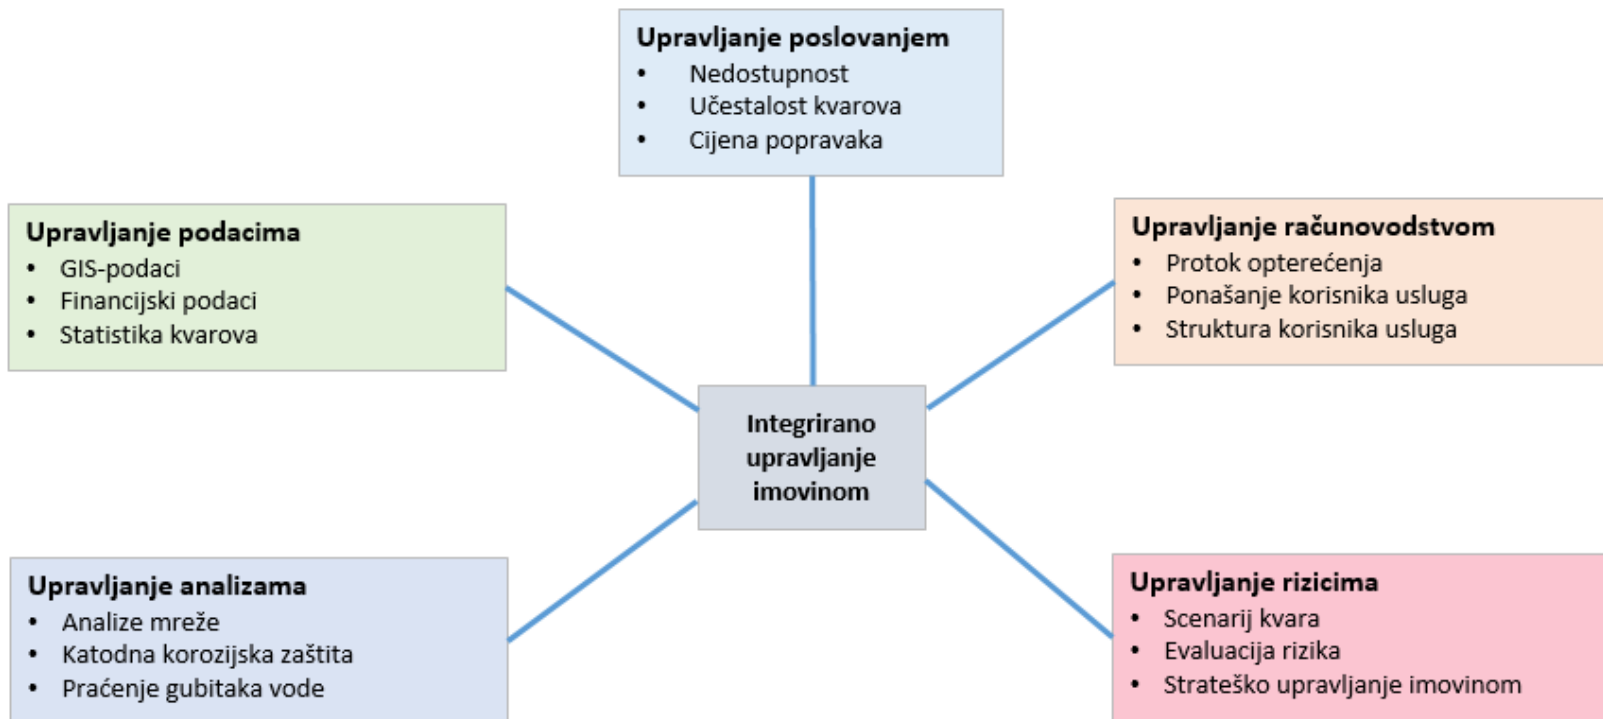 Upravljanje poslovanjem
• Nedostupnost
• Učestalost kvarova
• Cijena popravaka
Upravljanje podacima
• GIS-podaci
• Financijski podaci
• Statistika kvarova
Upravljanje računovodstvom
• Protok opterećenja
• Ponašanje korisnika usluga
• Struktura korisnika usluga
Integrirano
upravljanje
imovinom
Upravljanje analizama
• Analize mreže
• Katodna korozijska zaštita
• Praćenje gubitaka vode
Upravljanje rizicima
• Scenarij kvara
• Evaluacija rizika
• Strateško upravljanje imovinom